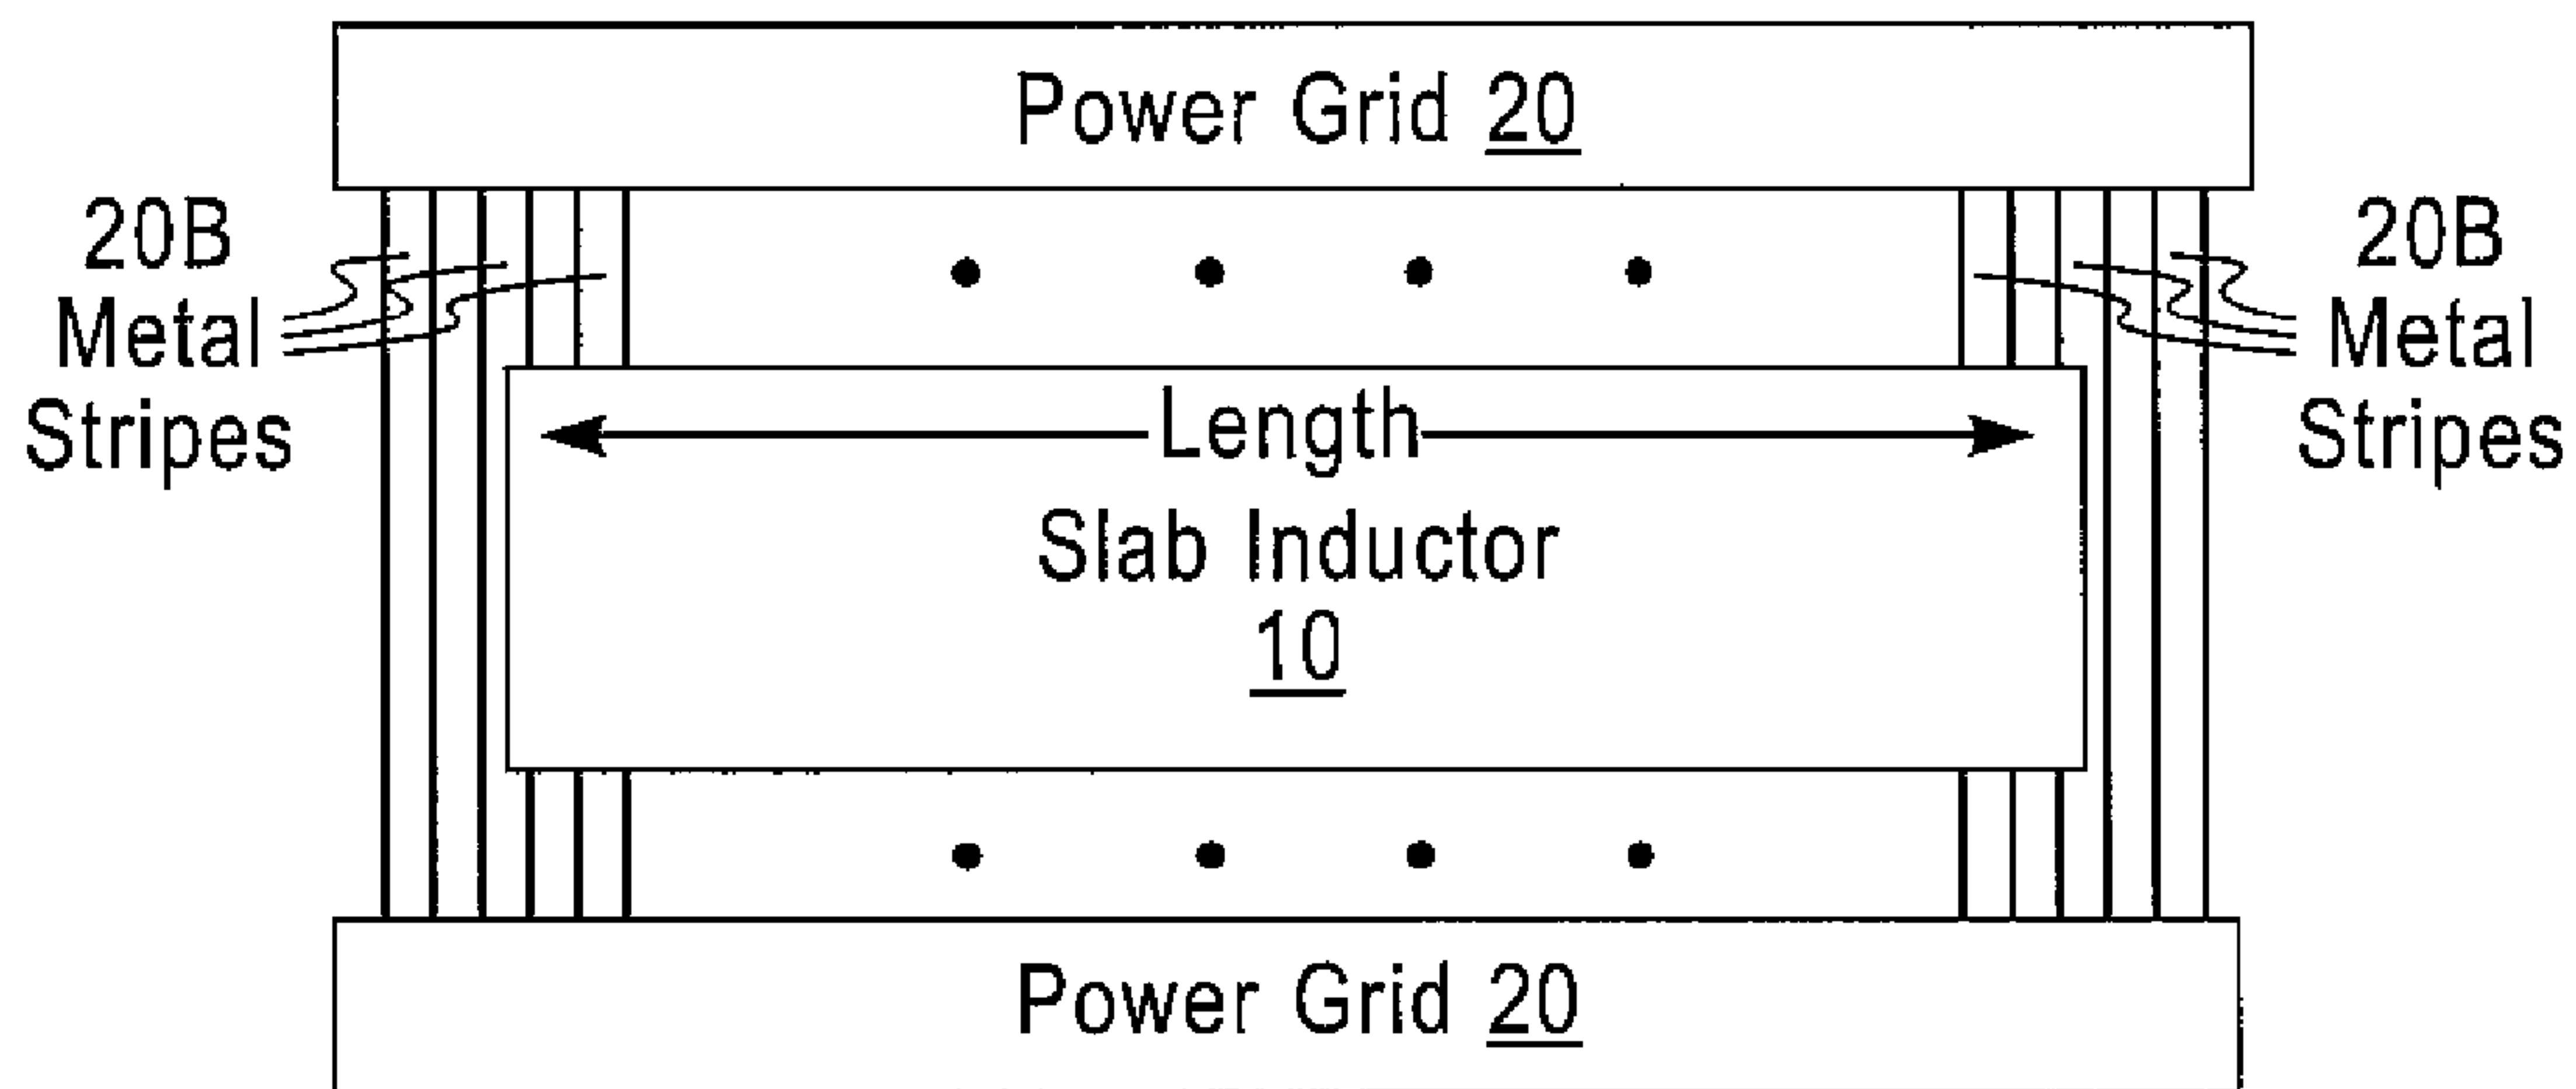 Power Grid 20
20B
Metal
Stripes
20B
Metal
Stripes
Length
Slab Inductor
10
Power Grid 20